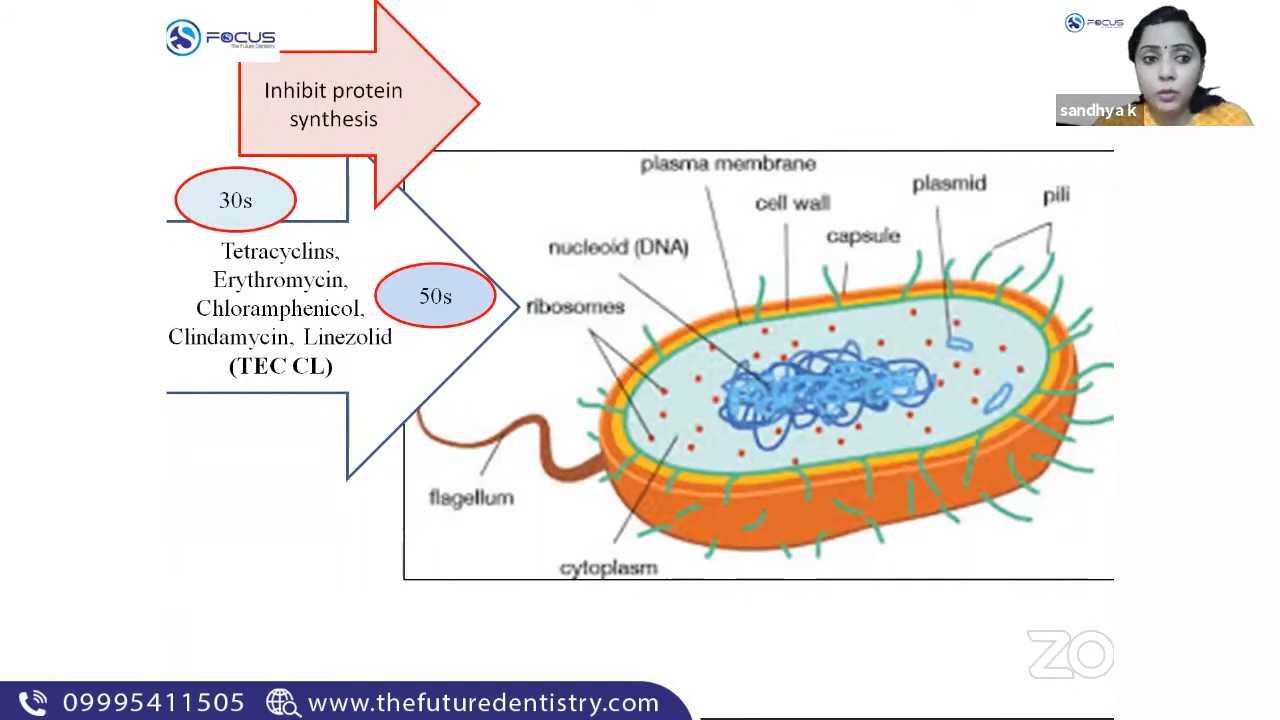 FOCUS
The Future Dentistry
FOCUS
sandhya k
Inhibit protein
synthesis
30s
Tetracyclins,
Erythromycin,
Chloramphenicol,
Clindamycin, Linezolid
(TEC CL)
50s
plasma membrane
cell wall
plasmid
pili
capsule
nucleoid (DNA)
ribosomes
flagellum
cytoplasm
ZO
09995411505
www.thefuturedentistry.com